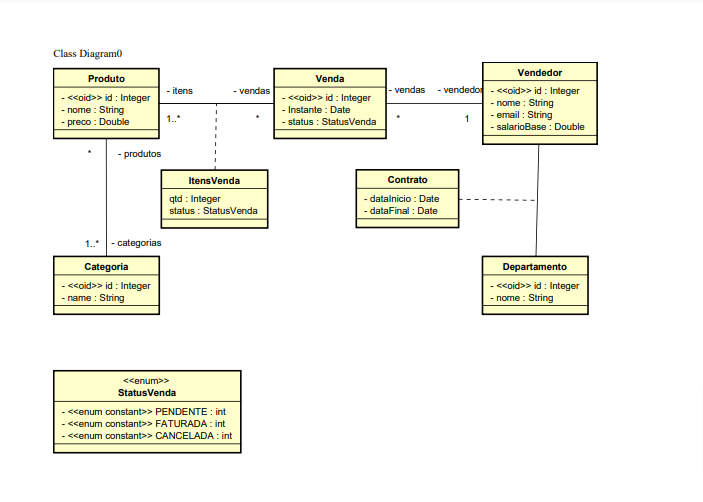 Class Diagram0
Produto
- <<oid>> id : Integer
- nome : String
- preco : Double
- itens
- vendas
1..*
*
Venda
- <<oid>> id : Integer
- Instante : Date
- status : StatusVenda
- vendas
- vendedor
*
1
Vendedor
- <<oid>> id : Integer
- nome : String
- email : String
- salarioBase : Double
*
- produtos
ItensVenda
qtd : Integer
status : StatusVenda
Contrato
- dataInicio : Date
- dataFinal : Date
1..*
- categorias
Categoria
- <<oid>> id : Integer
- name : String
Departamento
- <<oid>> id : Integer
- nome : String
<<enum>>
StatusVenda
- <<enum constant>> PENDENTE : int
- <<enum constant>> FATURADA : int
- <<enum constant>> CANCELADA : int